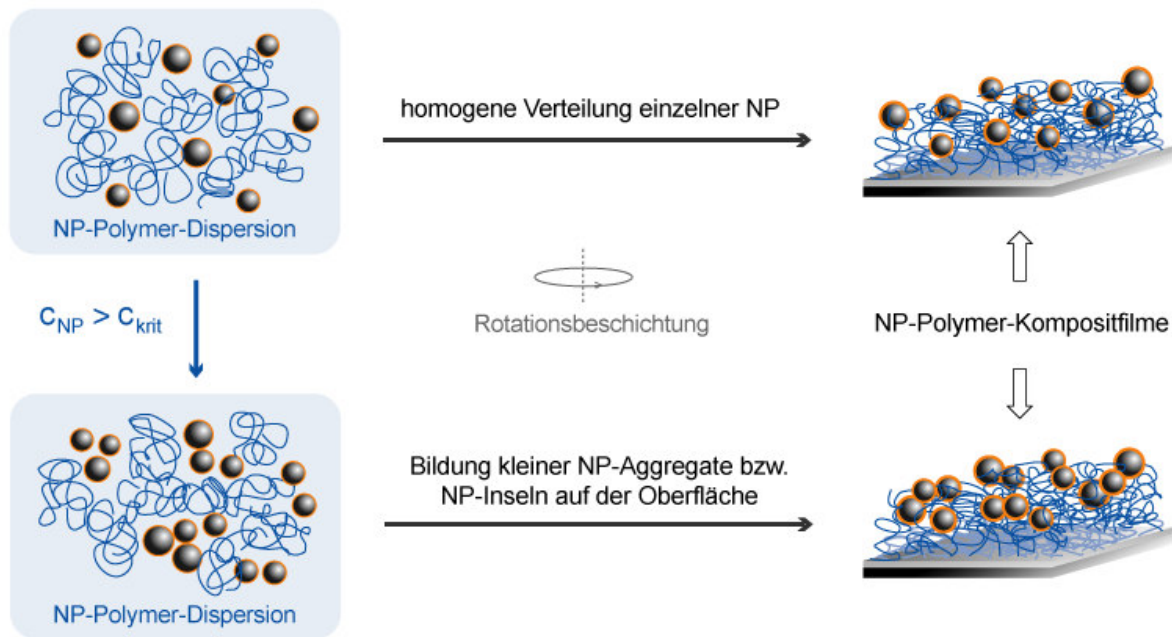 homogene Verteilung einzelner NP
NP-Polymer-Dispersion
C_NP > C_krit
Rotationsbeschichtung
NP-Polymer-Kompositfilme
Bildung kleiner NP-Aggregate bzw.
NP-Inseln auf der Oberfläche
NP-Polymer-Dispersion